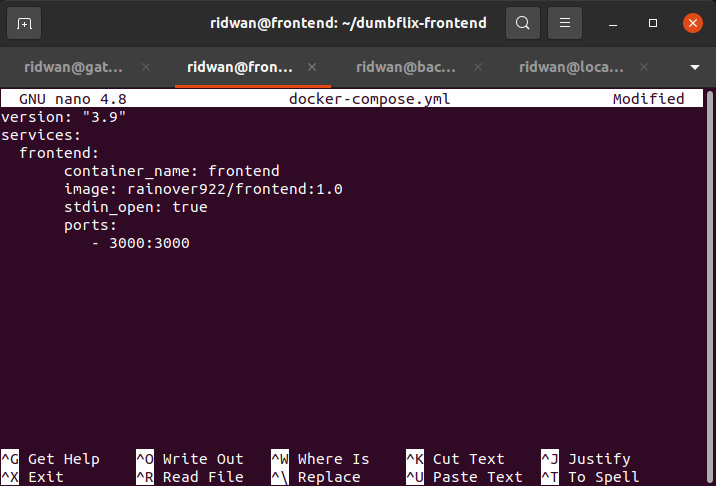 ridwan@frontend: ~/dumbflix-frontend
ridwan@gat... × ridwan@fron... × ridwan@bac... × ridwan@loca... ×
GNU nano 4.8 docker-compose.yml Modified
version: "3.9"
services:
  frontend:
       container_name: frontend
       image: rainover922/frontend:1.0
       stdin_open: true
       ports:
          - 3000:3000
^G Get Help ^O Write Out ^W Where Is ^K Cut Text ^J Justify
^X Exit ^R Read File ^\ Replace ^U Paste Text ^T To Spell